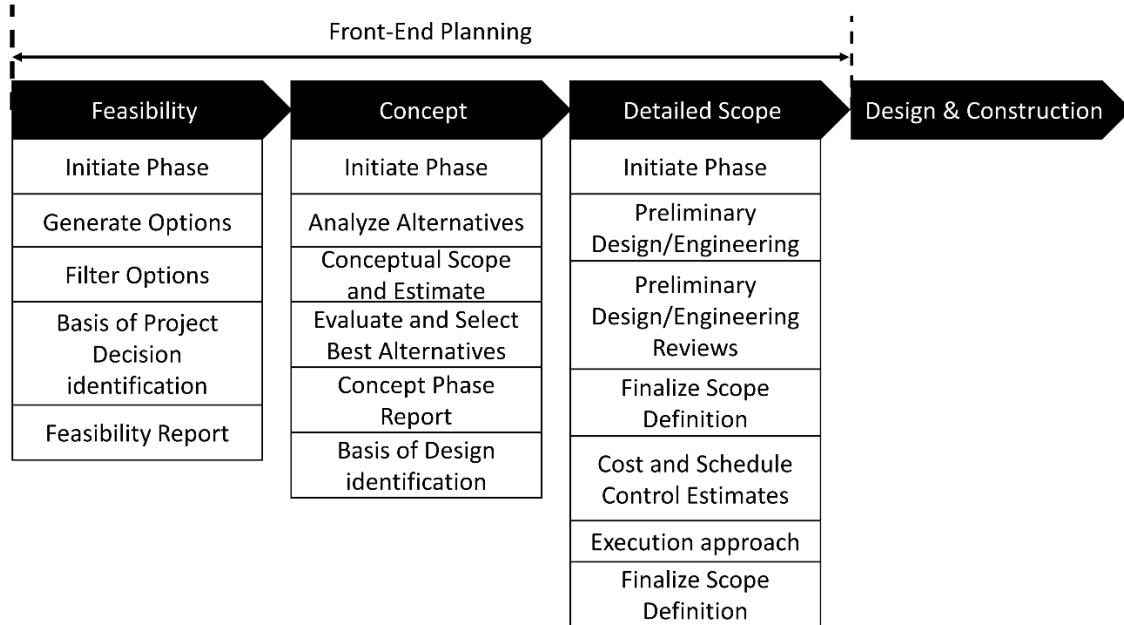 Front-End Planning
Feasibility
Initiate Phase
Generate Options
Filter Options
Basis of Project
Decision
identification
Feasibility Report
Concept
Initiate Phase
Analyze Alternatives
Conceptual Scope
and Estimate
Evaluate and Select
Best Alternatives
Concept Phase
Report
Basis of Design
identification
Detailed Scope
Initiate Phase
Preliminary
Design/Engineering
Preliminary
Design/Engineering
Reviews
Finalize Scope
Definition
Cost and Schedule
Control Estimates
Execution approach
Finalize Scope
Definition
Design & Construction